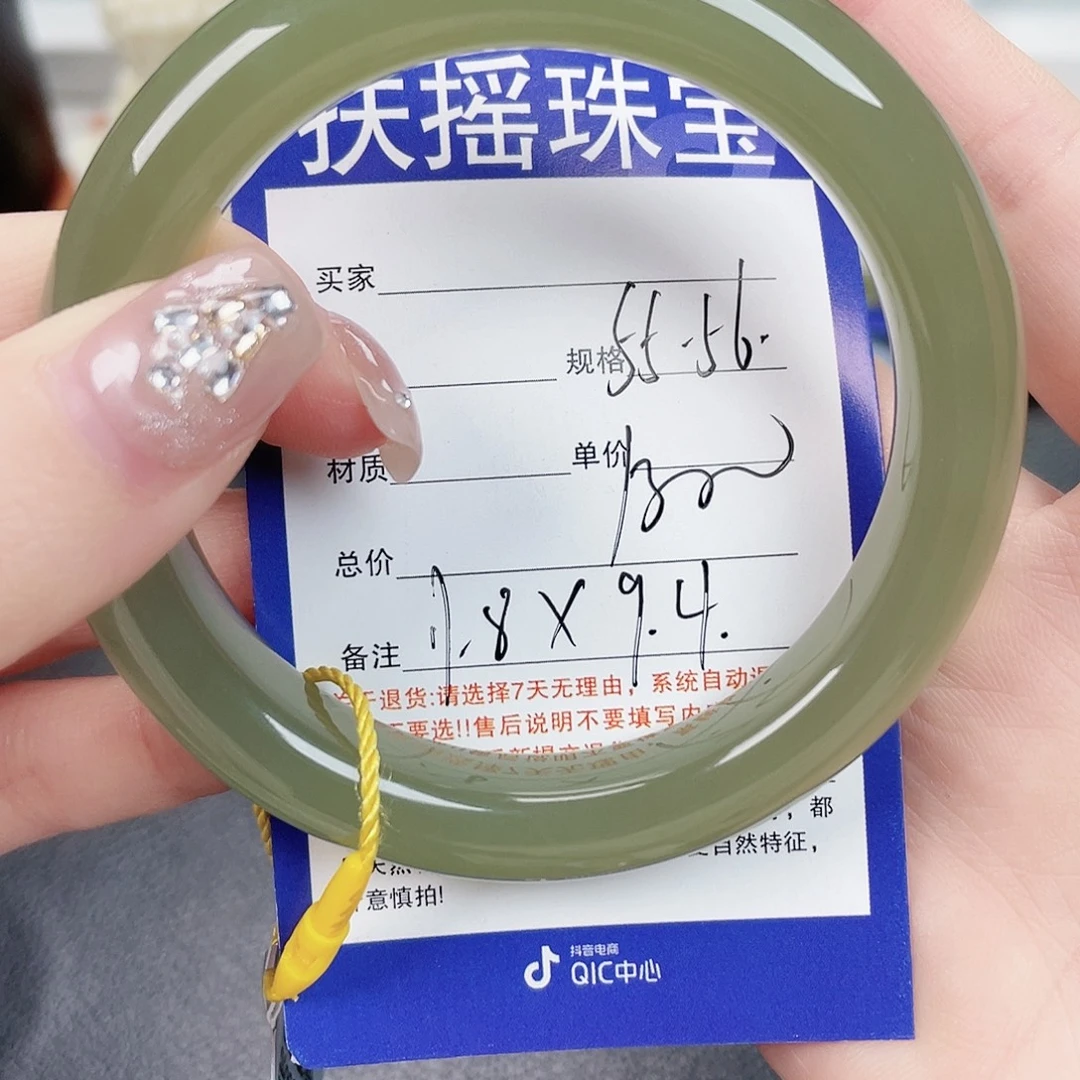 扶摇珠宝
买家
规格 55-56.
材质 单价
总价
备注 7.8X9.4.
退货:请选择7天无理由，系统自动退
要选!!售后说明不要填写内
，都
自然特征，
意慎拍!
抖音电商
QIC中心